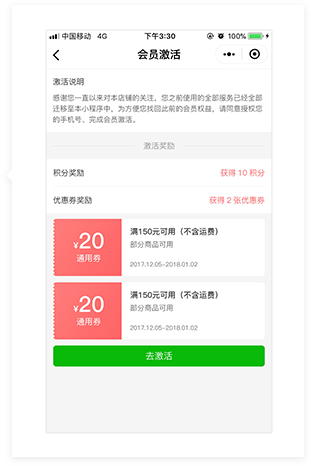 中国移动 4G 下午3:30 100%
会员激活
激活说明
感谢您一直以来对本店铺的关注，您之前使用的全部服务已经全部
迁移至本小程序中，为方便您找回此前的会员权益，请同意授权您
的手机号，完成会员激活。
激活奖励
积分奖励 获得 10 积分
优惠券奖励 获得 2 张优惠券
¥20
通用券
满150元可用（不含运费）
部分商品可用
2017.12.05-2018.01.02
¥20
通用券
满150元可用（不含运费）
部分商品可用
2017.12.05-2018.01.02
去激活